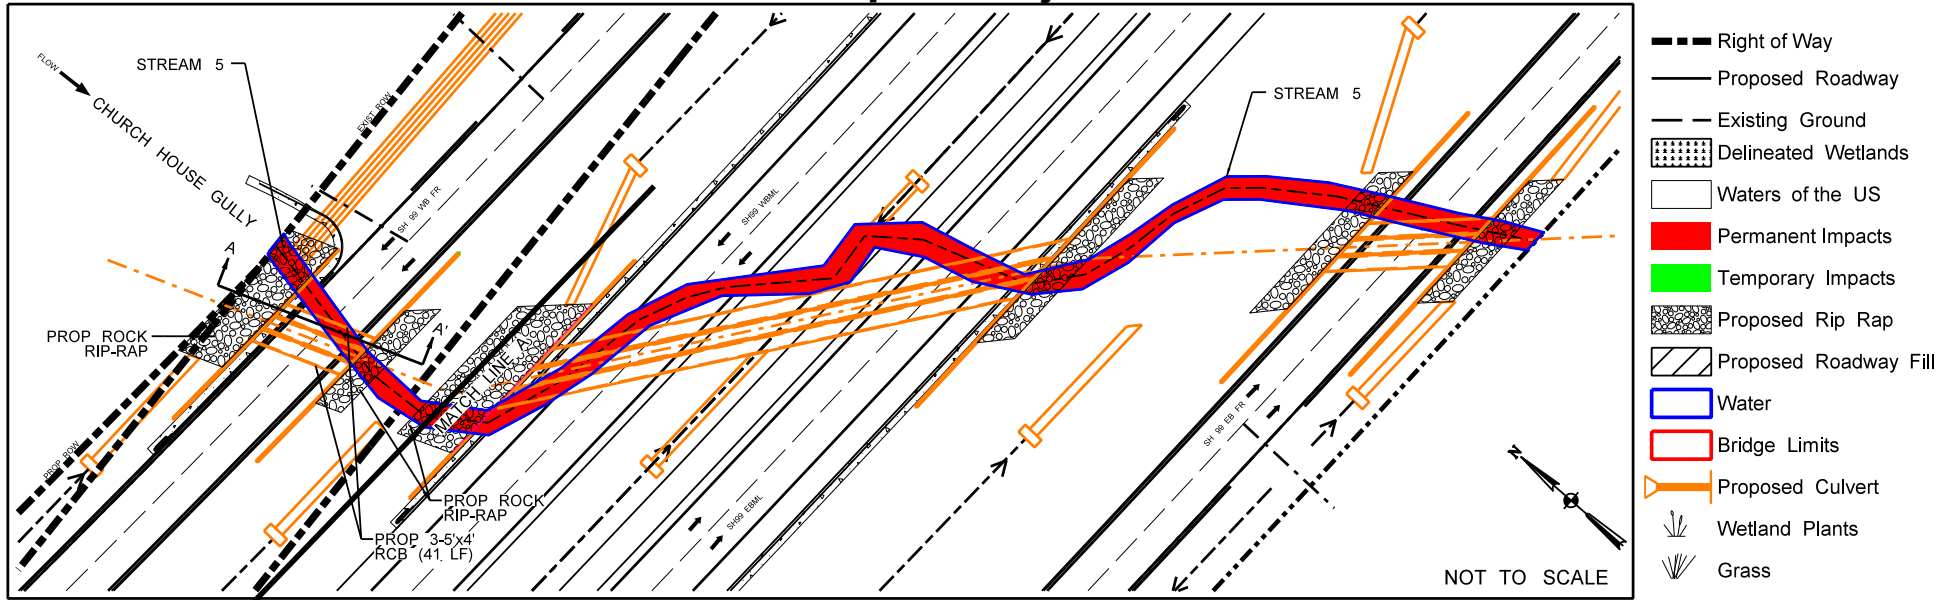 FLOW
CHURCH HOUSE GULLY
STREAM 5
EXIST ROW
SH 99 WB FR
A
A'
PROP ROCK
RIP-RAP
PROP ROW
MATCH LINE A
PROP ROCK
RIP-RAP
PROP 3-5'x4'
RCB (41 LF)
SH99 WBML
SH99 EBML
STREAM 5
SH 99 EB FR
N
NOT TO SCALE
Right of Way
Proposed Roadway
Existing Ground
Delineated Wetlands
Waters of the US
Permanent Impacts
Temporary Impacts
Proposed Rip Rap
Proposed Roadway Fill
Water
Bridge Limits
Proposed Culvert
Wetland Plants
Grass